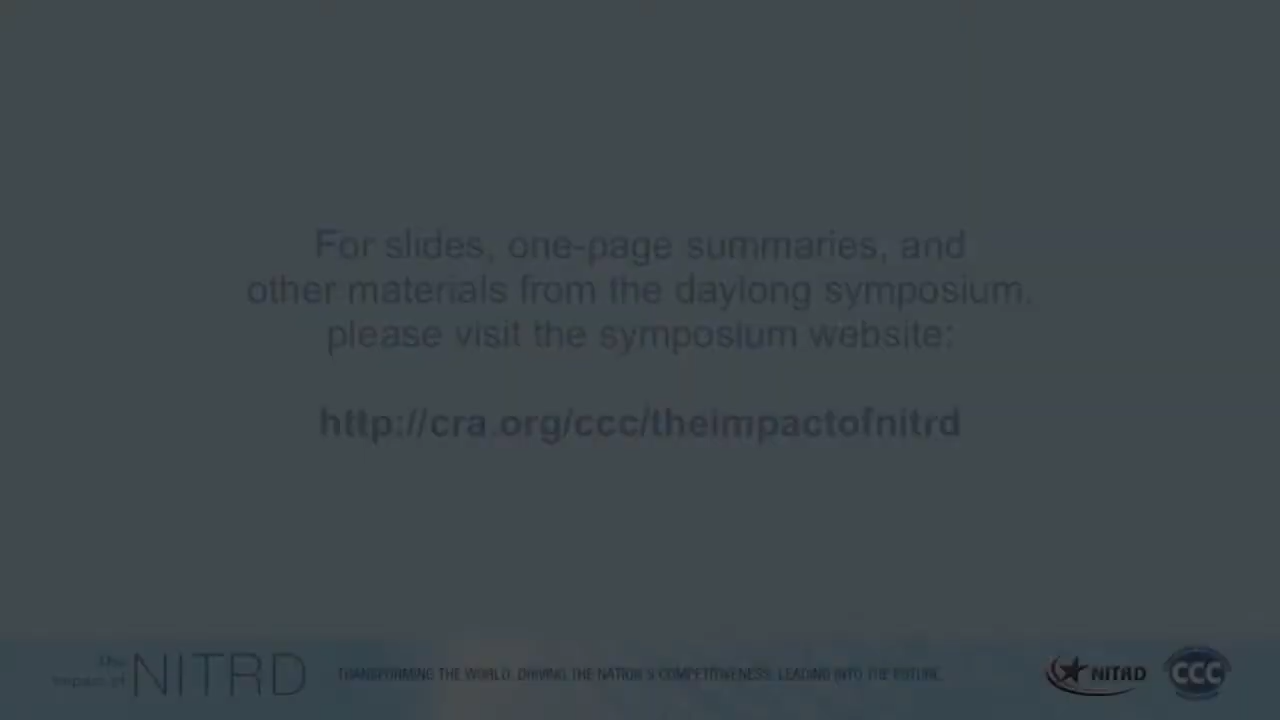 For slides, one-page summaries, and
other materials from the daylong symposium,
please visit the symposium website:
http://cra.org/ccc/theimpactofnitrd
the
impact of
NITRD
TRANSFORMING THE WORLD. DRIVING THE NATION'S COMPETITIVENESS. LEADING INTO THE FUTURE.
NITRD
CCC